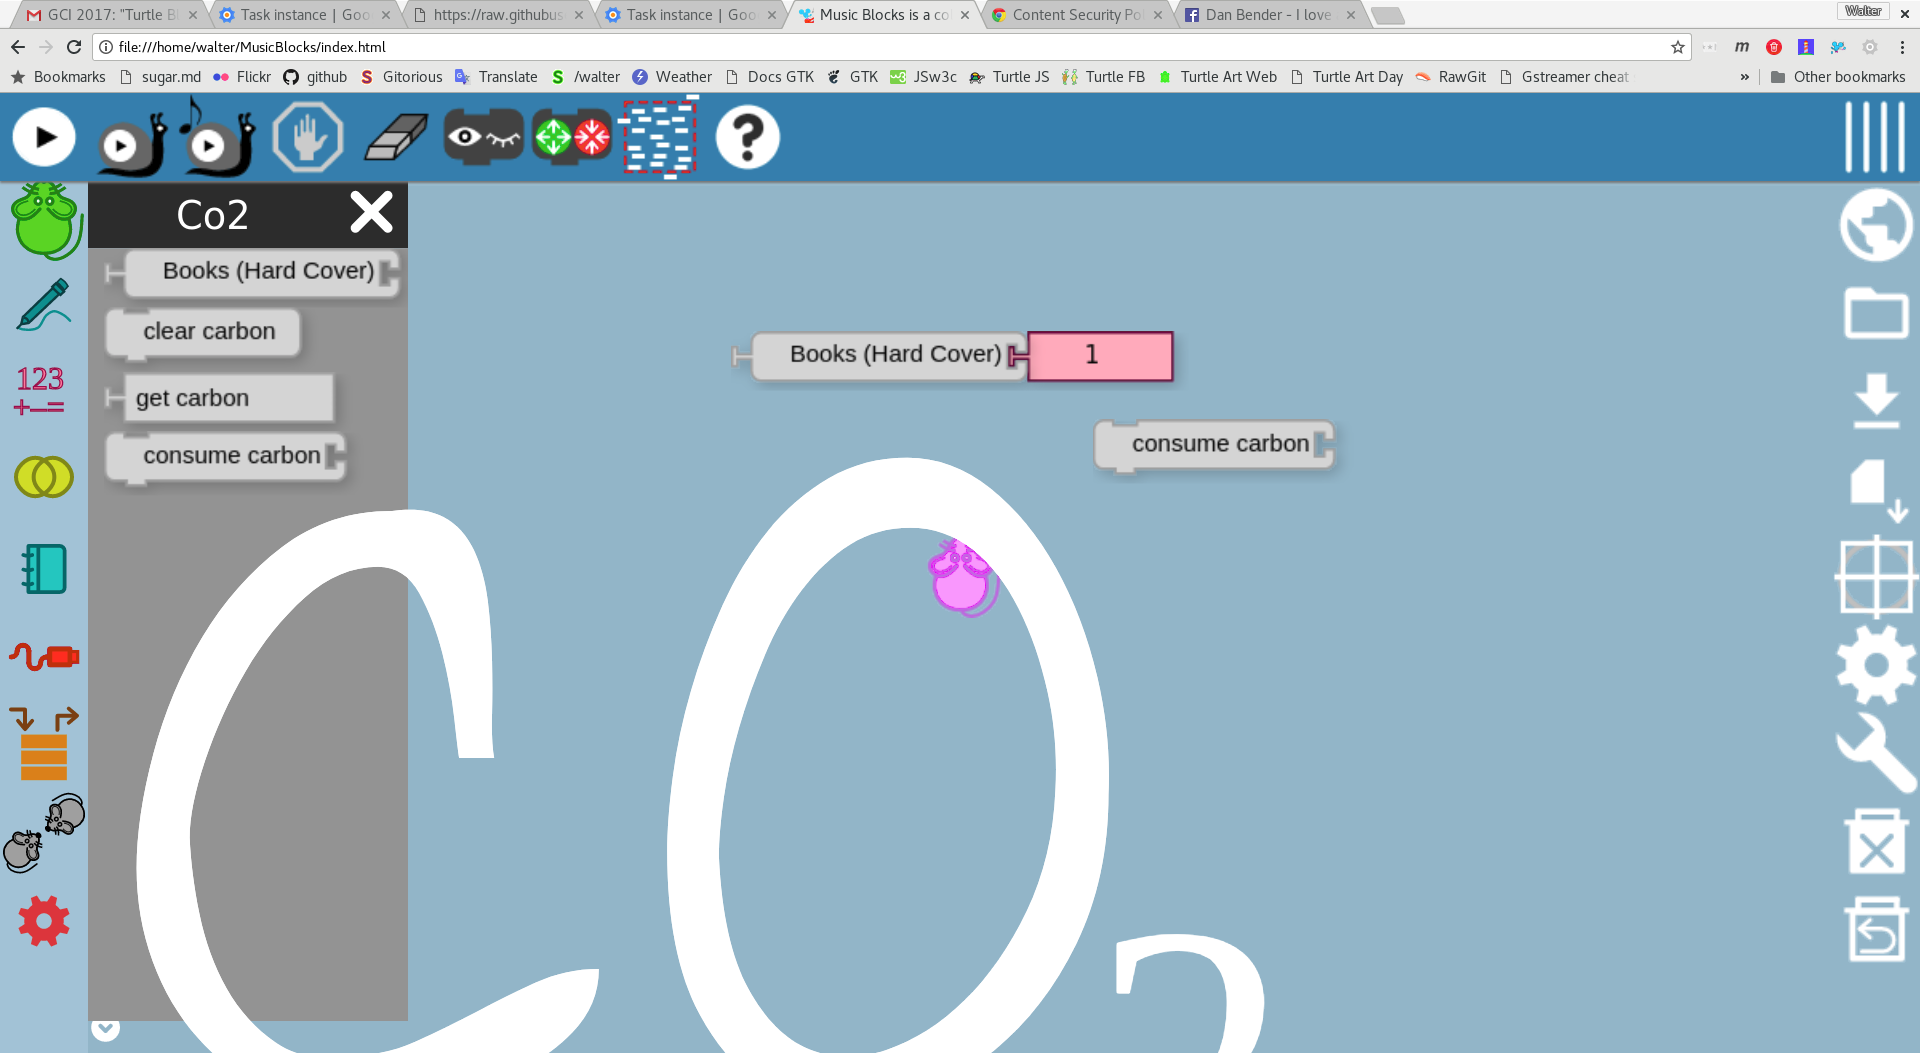 GCI 2017: "Turtle Bl
Task instance | Goo
https://raw.githubus
Task instance | Goo
Music Blocks is a co
Content Security Po
Dan Bender - I love
Walter
file:///home/walter/MusicBlocks/index.html
Bookmarks sugar.md Flickr github Gitorious Translate /walter Weather Docs GTK GTK JSw3c Turtle JS Turtle FB Turtle Art Web Turtle Art Day RawGit Gstreamer cheat » Other bookmarks
Co2
Books (Hard Cover)
clear carbon
get carbon
consume carbon
123
+−=
Books (Hard Cover) 1
consume carbon
CO2